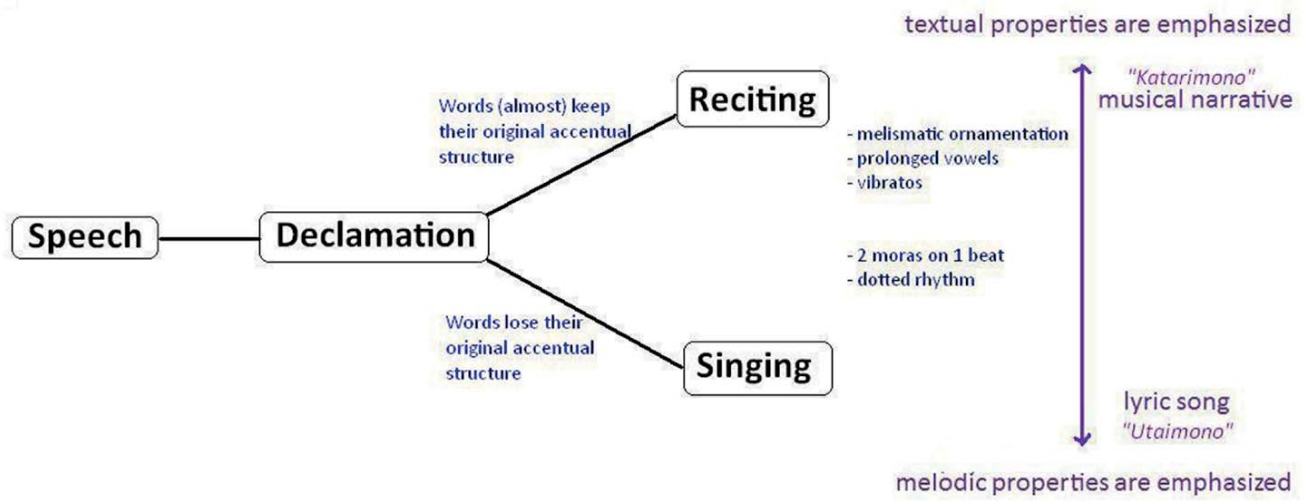 textual properties are emphasized
"Katarimono"
musical narrative
Reciting
Words (almost) keep
their original accentual
structure
- melismatic ornamentation
- prolonged vowels
- vibratos
Speech
Declamation
- 2 moras on 1 beat
- dotted rhythm
Words lose their
original accentual
structure
Singing
lyric song
"Utaimono"
melodic properties are emphasized